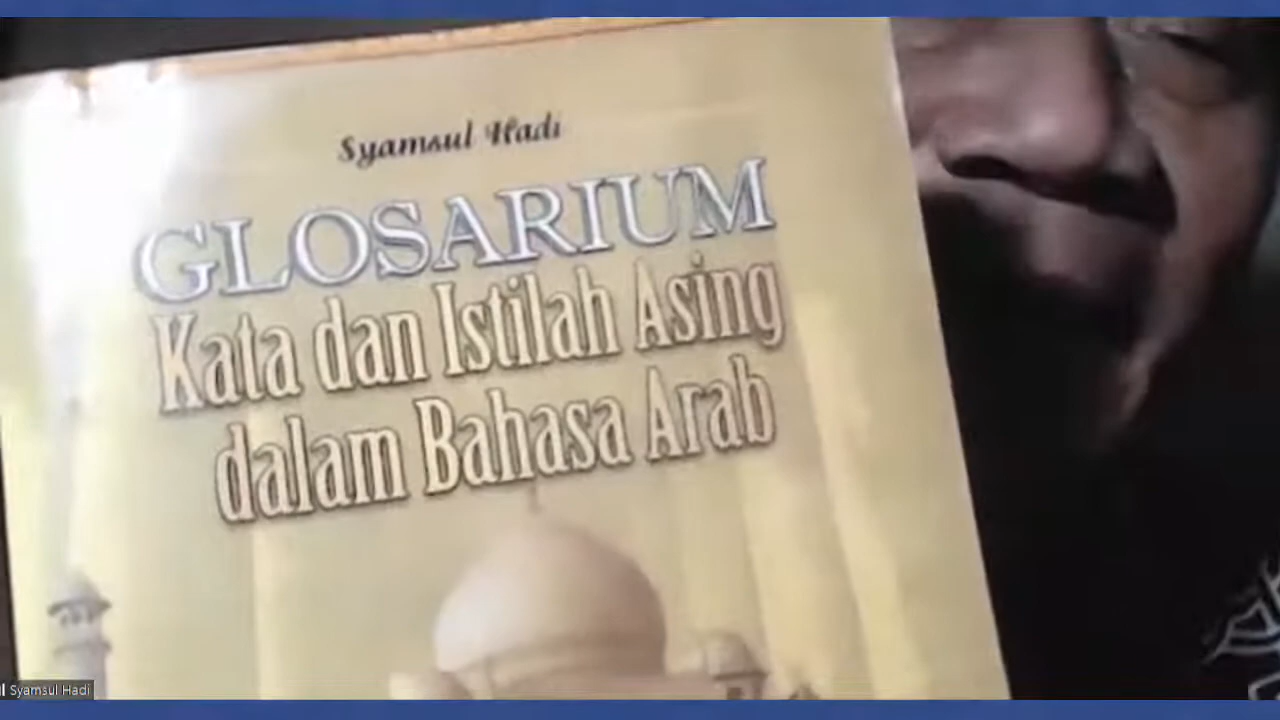 Syamsul Hadi
GLOSARIUM
Kata dan Istilah Asing
dalam Bahasa Arab
Syamsul Hadi